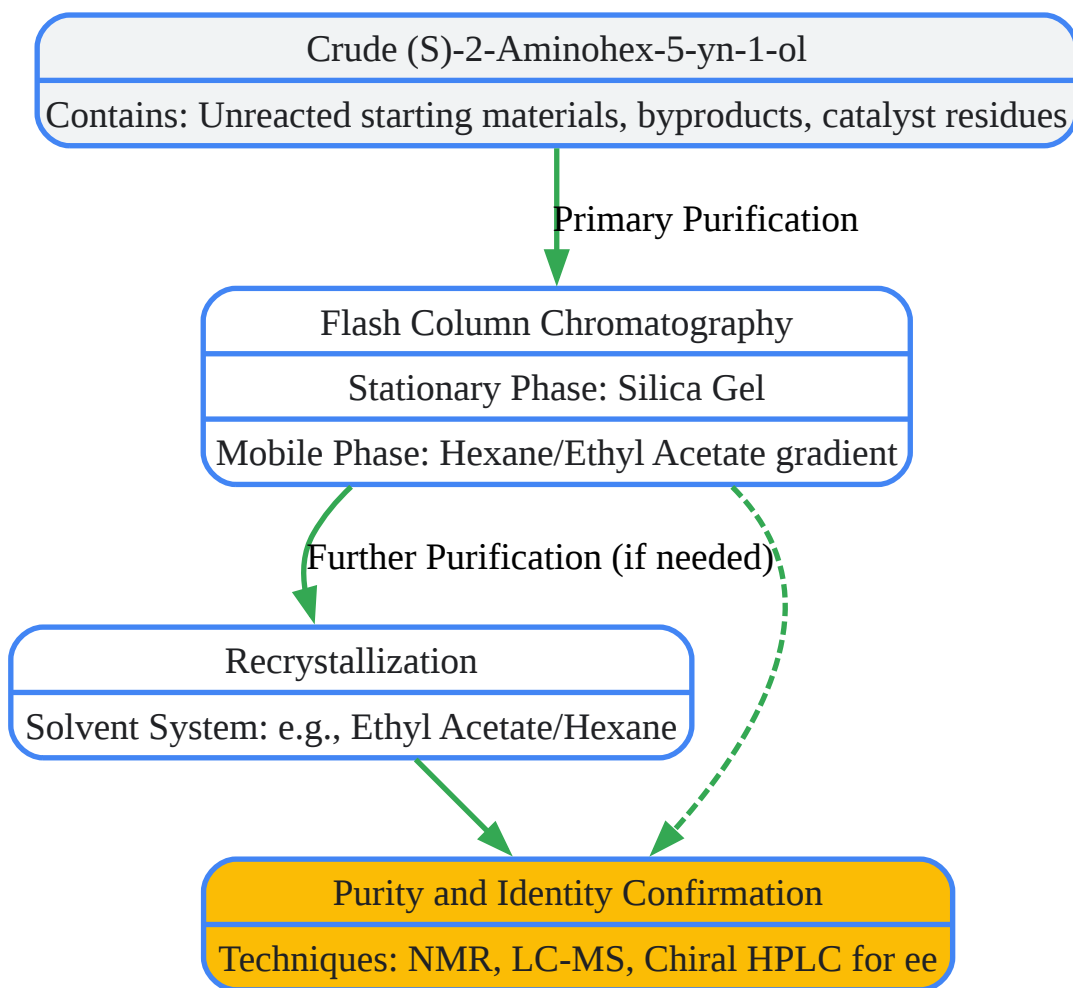 Crude (S)-2-Aminohex-5-yn-1-ol
Contains: Unreacted starting materials, byproducts, catalyst residues
Primary Purification
Flash Column Chromatography
Stationary Phase: Silica Gel
Mobile Phase: Hexane/Ethyl Acetate gradient
Further Purification (if needed)
Recrystallization
Solvent System: e.g., Ethyl Acetate/Hexane
Purity and Identity Confirmation
Techniques: NMR, LC-MS, Chiral HPLC for ee